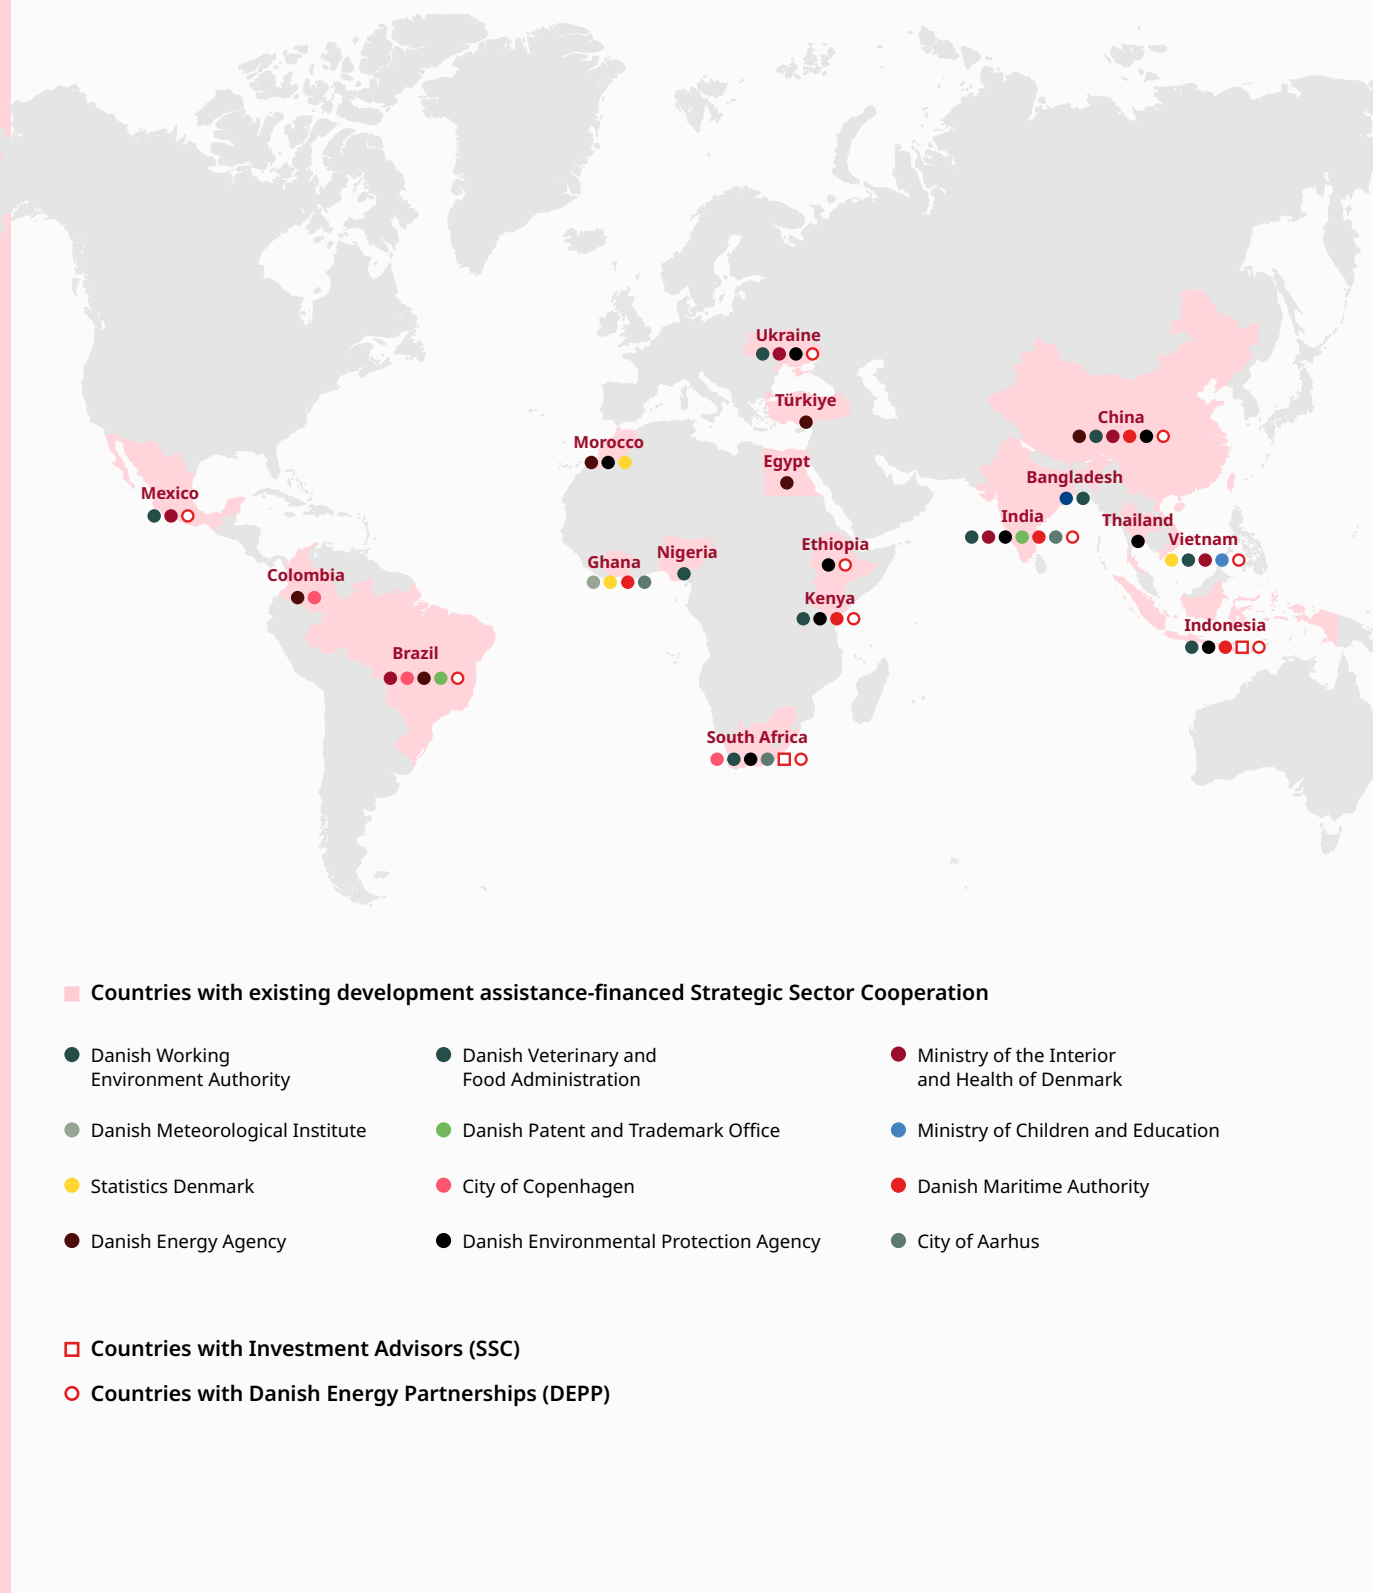 Ukraine
Türkiye
China
Morocco
Egypt
Bangladesh
Mexico
India
Thailand
Vietnam
Ethiopia
Nigeria
Ghana
Colombia
Kenya
Indonesia
Brazil
South Africa
Countries with existing development assistance-financed Strategic Sector Cooperation
Danish Working
Environment Authority
Danish Veterinary and
Food Administration
Ministry of the Interior
and Health of Denmark
Danish Meteorological Institute
Danish Patent and Trademark Office
Ministry of Children and Education
Statistics Denmark
City of Copenhagen
Danish Maritime Authority
Danish Energy Agency
Danish Environmental Protection Agency
City of Aarhus
Countries with Investment Advisors (SSC)
Countries with Danish Energy Partnerships (DEPP)